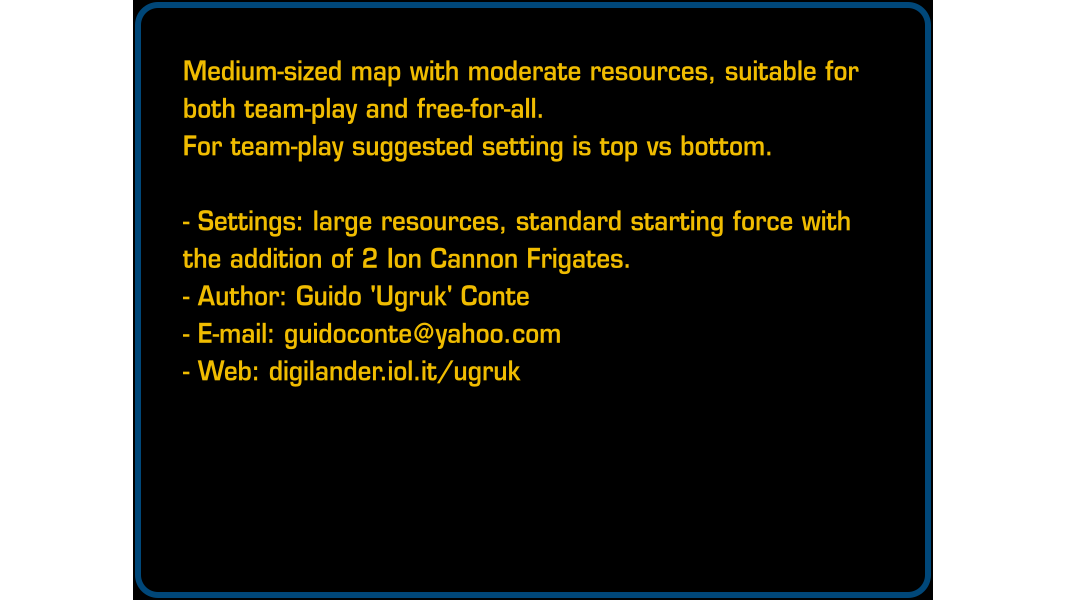 Medium-sized map with moderate resources, suitable for
both team-play and free-for-all.
For team-play suggested setting is top vs bottom.
- Settings: large resources, standard starting force with
the addition of 2 Ion Cannon Frigates.
- Author: Guido 'Ugruk' Conte
- E-mail: guidoconte@yahoo.com
- Web: digilander.iol.it/ugruk